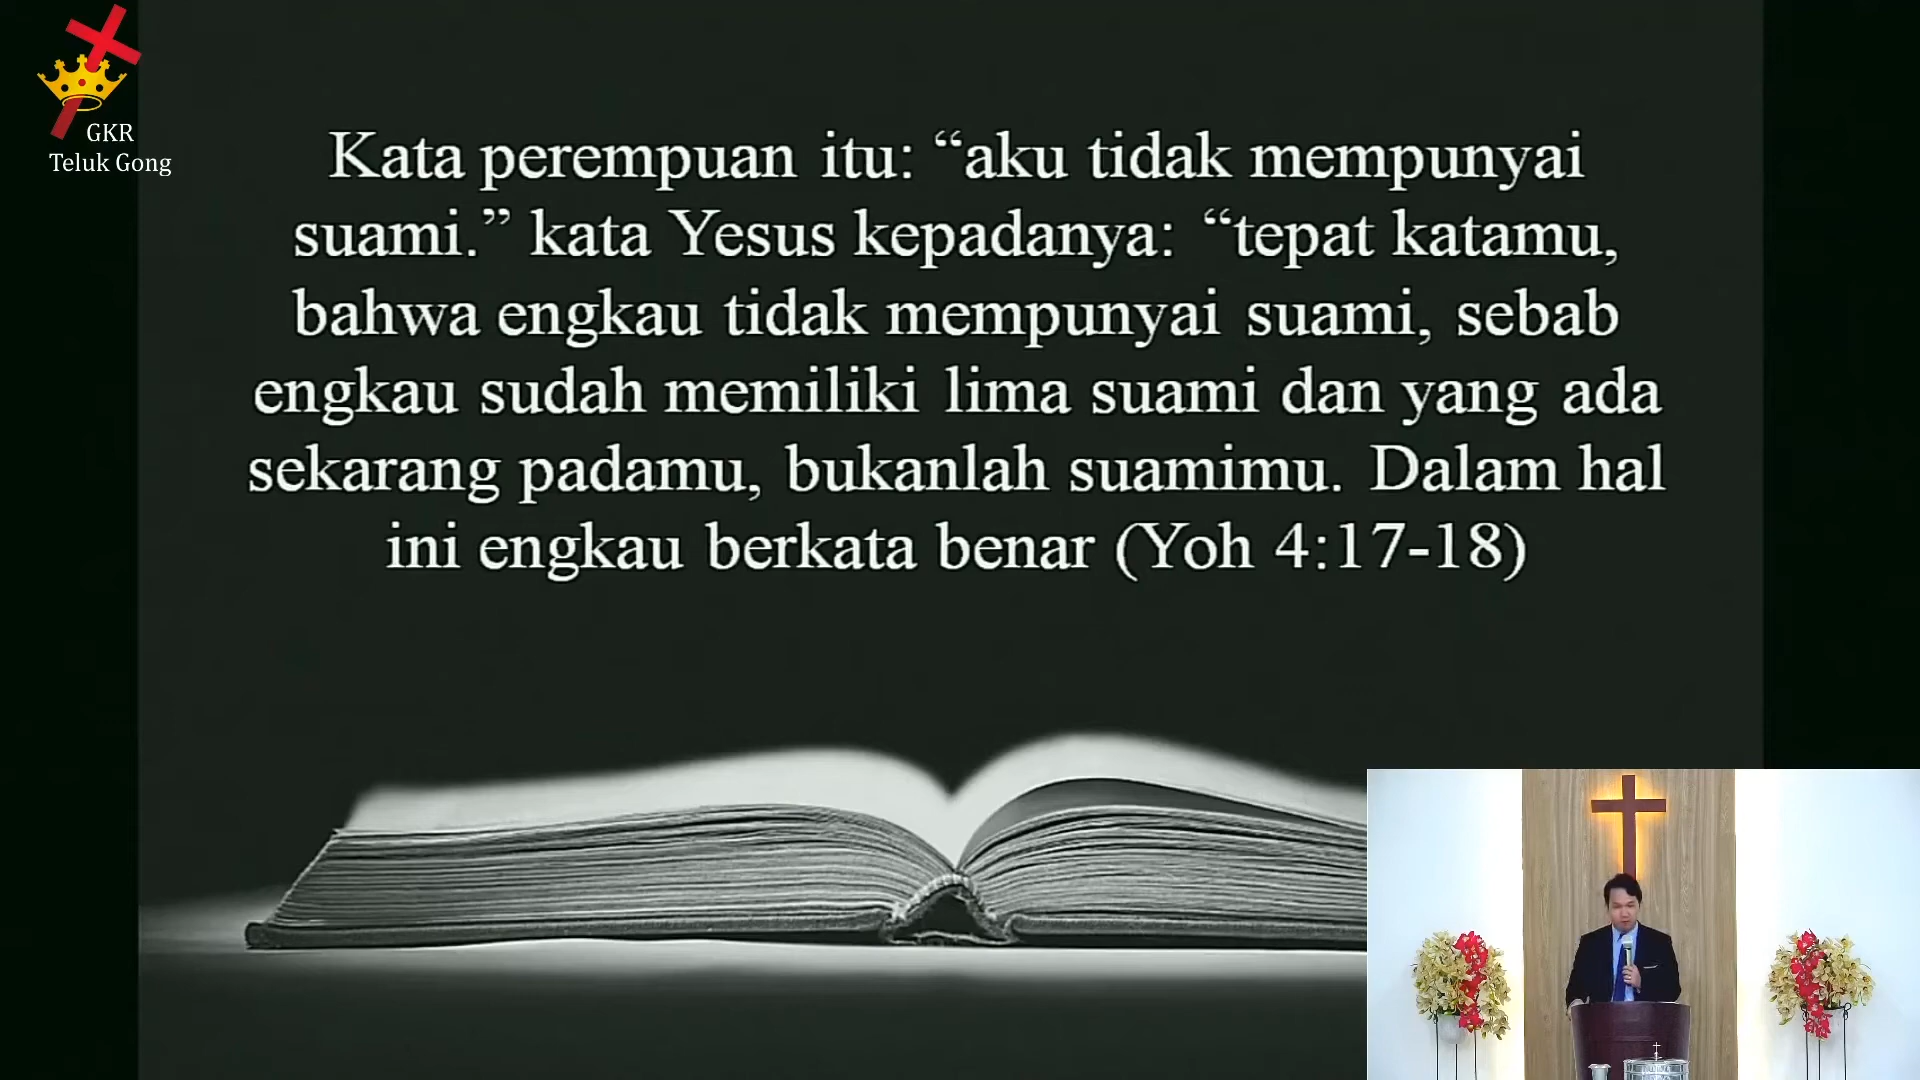 GKR
Teluk Gong
Kata perempuan itu: “aku tidak mempunyai
suami.” kata Yesus kepadanya: “tepat katamu,
bahwa engkau tidak mempunyai suami, sebab
engkau sudah memiliki lima suami dan yang ada
sekarang padamu, bukanlah suamimu. Dalam hal
ini engkau berkata benar (Yoh 4:17-18)